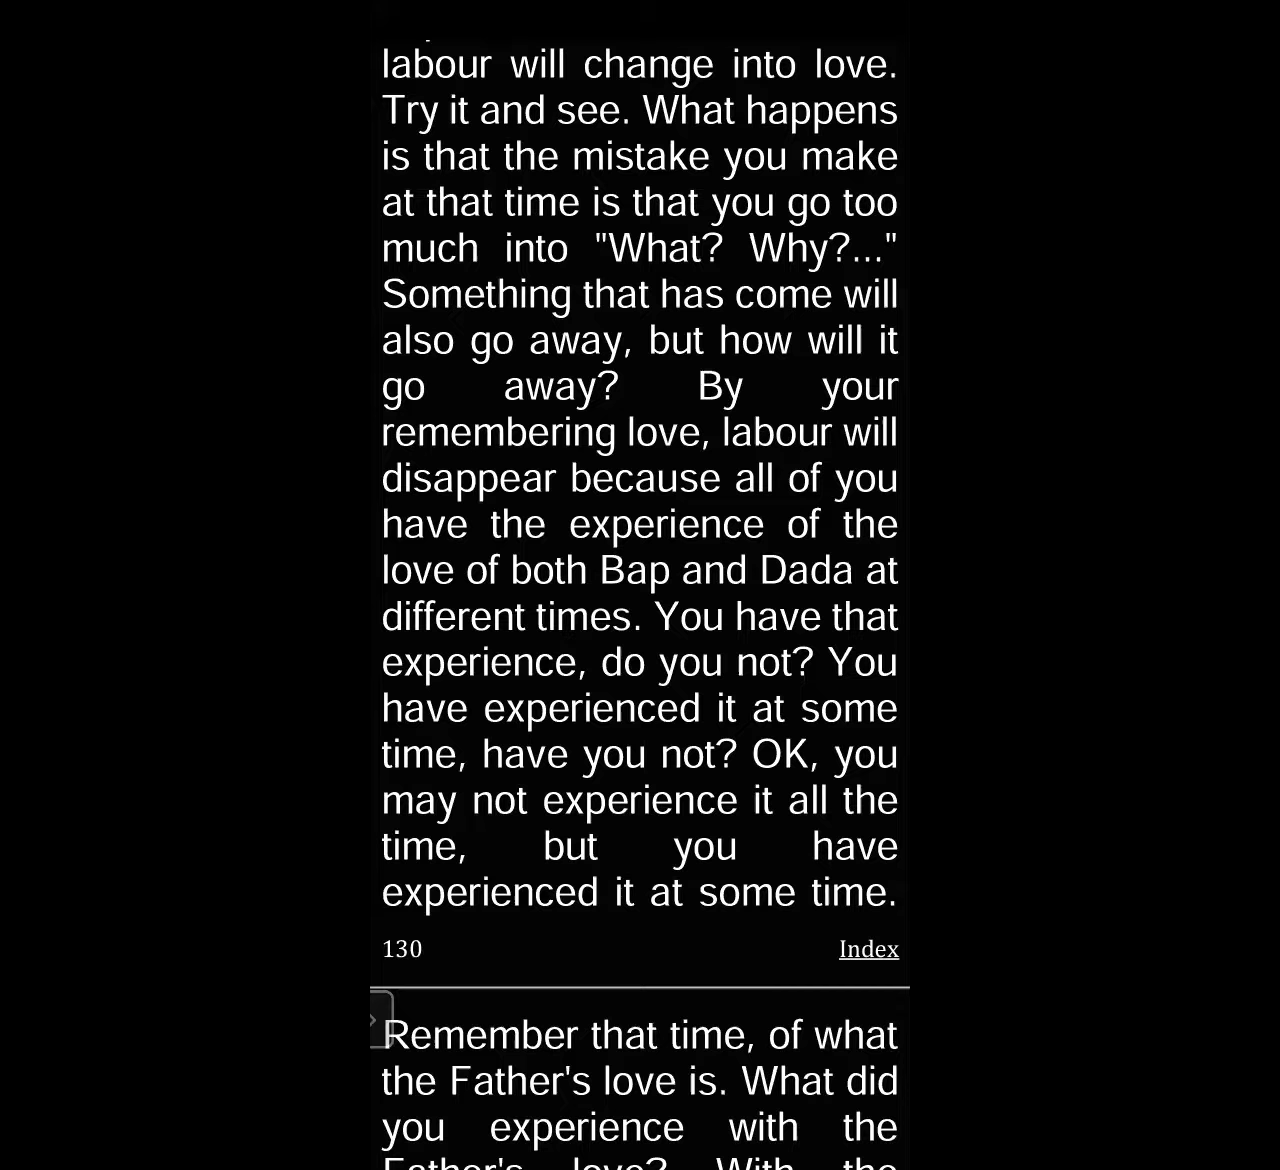 labour will change into love.
Try it and see. What happens
is that the mistake you make
at that time is that you go too
much into "What? Why?..."
Something that has come will
also go away, but how will it
go away? By your
remembering love, labour will
disappear because all of you
have the experience of the
love of both Bap and Dada at
different times. You have that
experience, do you not? You
have experienced it at some
time, have you not? OK, you
may not experience it all the
time, but you have
experienced it at some time.
130 Index
Remember that time, of what
the Father's love is. What did
you experience with the
Father's love? With the